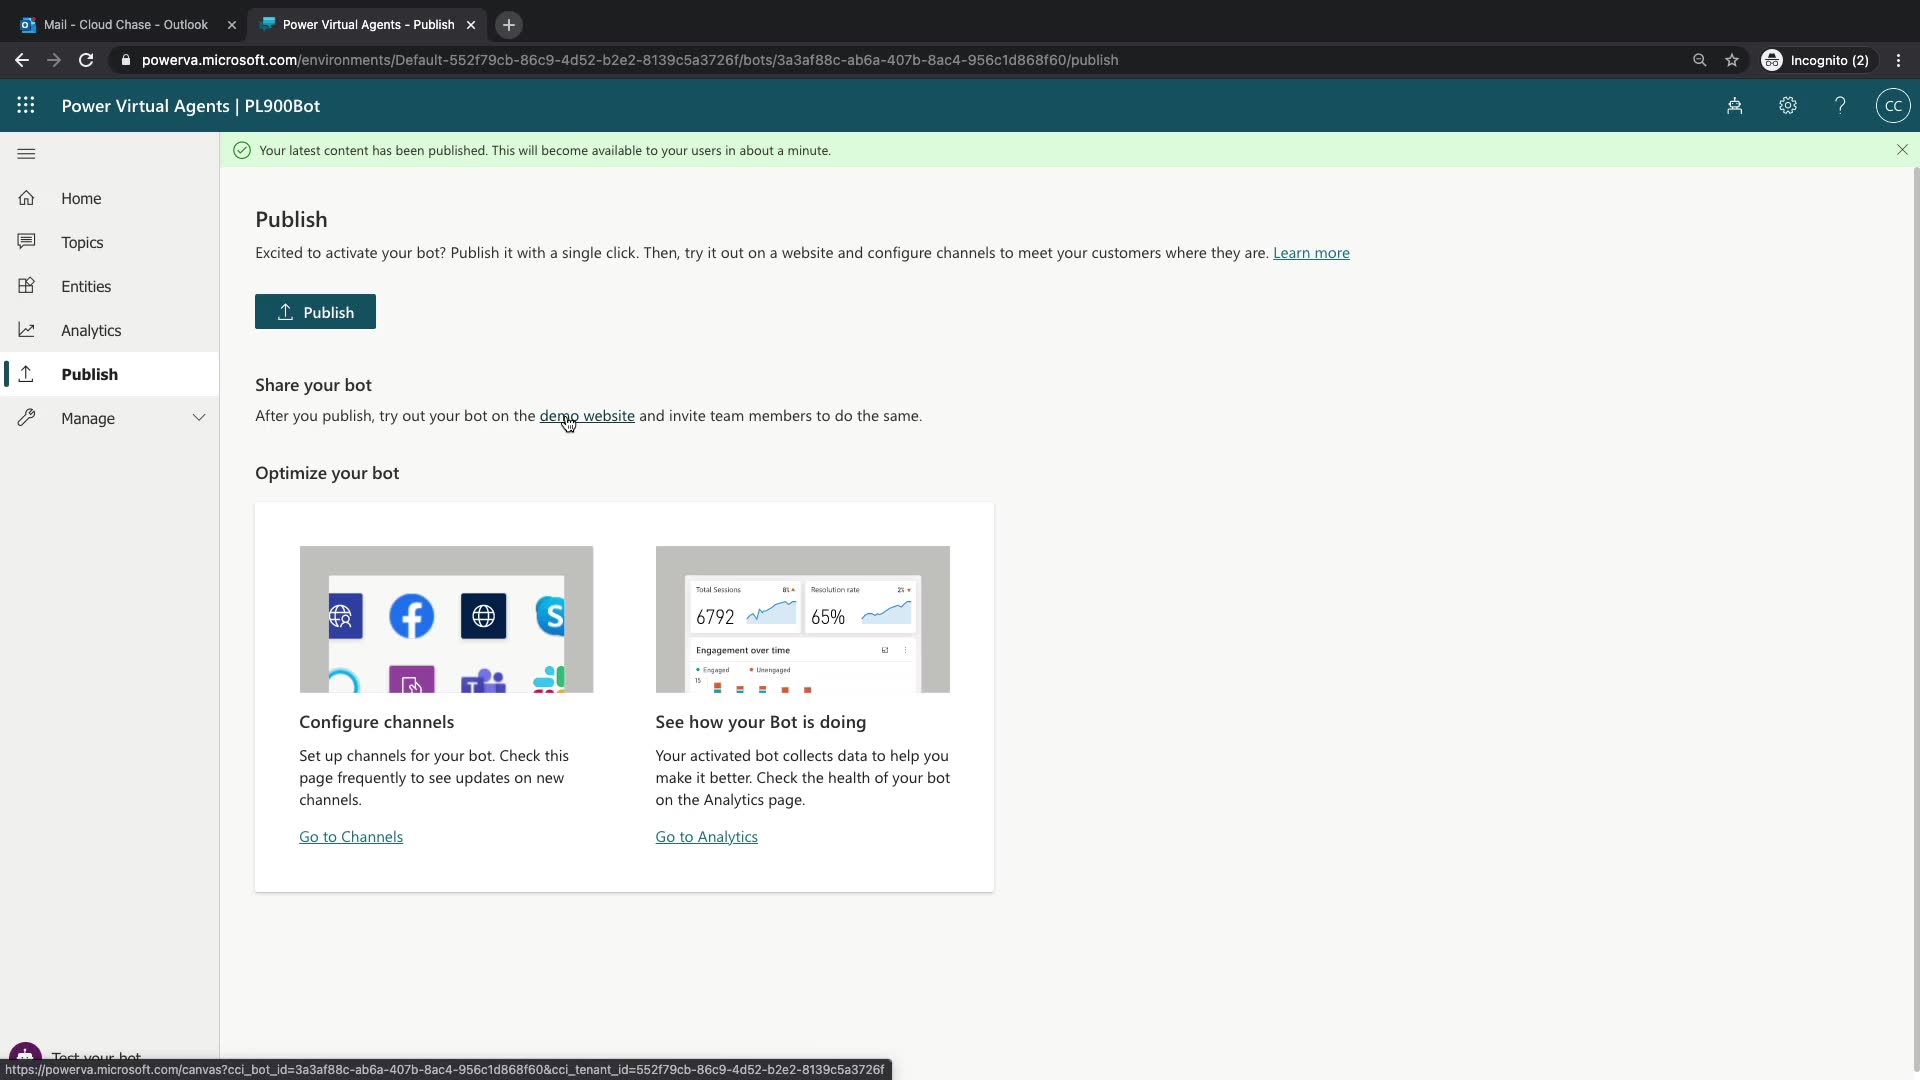 Mail - Cloud Chase - Outlook
Power Virtual Agents - Publish
powerva.microsoft.com/environments/Default-552f79cb-86c9-4d52-b2e2-8139c5a3726f/bots/3a3af88c-ab6a-407b-8ac4-956c1d868f60/publish
Incognito (2)
Power Virtual Agents | PL900Bot
CC
Your latest content has been published. This will become available to your users in about a minute.
Home
Topics
Entities
Analytics
Publish
Manage
Publish
Excited to activate your bot? Publish it with a single click. Then, try it out on a website and configure channels to meet your customers where they are. Learn more
Publish
Share your bot
After you publish, try out your bot on the demo website and invite team members to do the same.
Optimize your bot
Total Sessions 8%
6792
Resolution rate 2%
65%
Engagement over time
Engaged Unengaged
15
Configure channels
Set up channels for your bot. Check this
page frequently to see updates on new
channels.
Go to Channels
See how your Bot is doing
Your activated bot collects data to help you
make it better. Check the health of your bot
on the Analytics page.
Go to Analytics
Test your bot
https://powerva.microsoft.com/canvas?cci_bot_id=3a3af88c-ab6a-407b-8ac4-956c1d868f60&cci_tenant_id=552f79cb-86c9-4d52-b2e2-8139c5a3726f